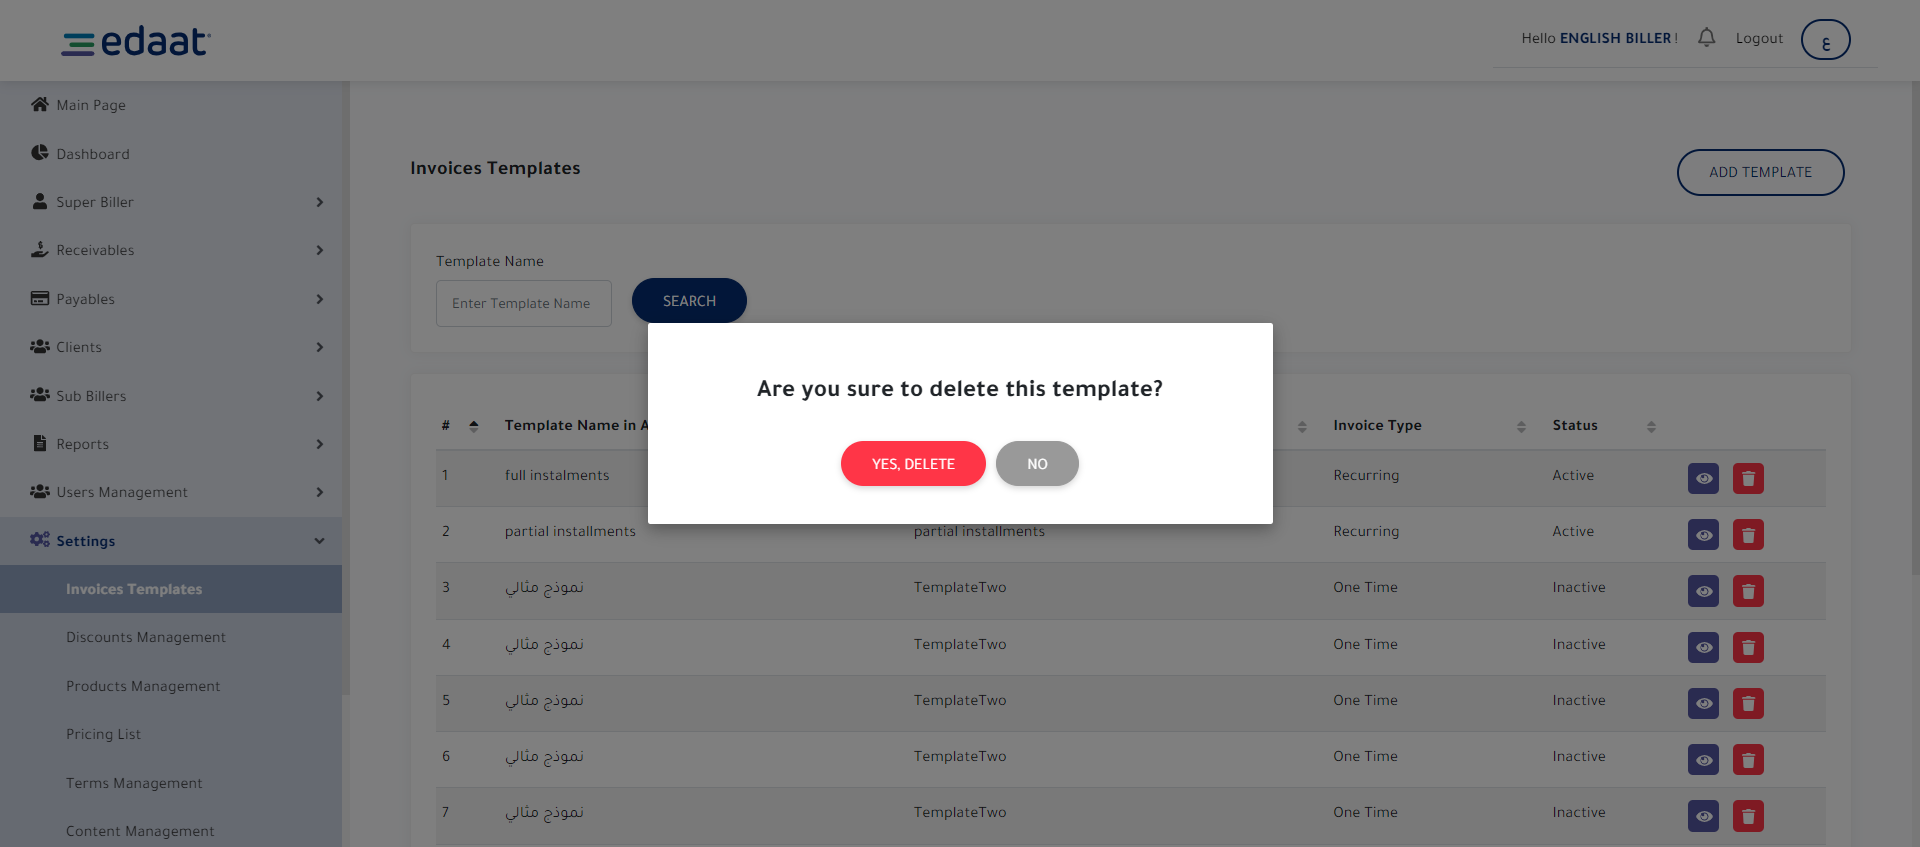 edaat
Hello ENGLISH BILLER !
Logout
ع
Main Page
Dashboard
Super Biller
Receivables
Payables
Clients
Sub Billers
Reports
Users Management
Settings
Invoices Templates
Discounts Management
Products Management
Pricing List
Terms Management
Content Management
Invoices Templates
ADD TEMPLATE
Template Name
Enter Template Name
SEARCH
Are you sure to delete this template?
YES, DELETE
NO
# Template Name in Invoice Type Status
1 full instalments Recurring Active
2 partial installments partial installments Recurring Active
3 نموذج مثالي TemplateTwo One Time Inactive
4 نموذج مثالي TemplateTwo One Time Inactive
5 نموذج مثالي TemplateTwo One Time Inactive
6 نموذج مثالي TemplateTwo One Time Inactive
7 نموذج مثالي TemplateTwo One Time Inactive